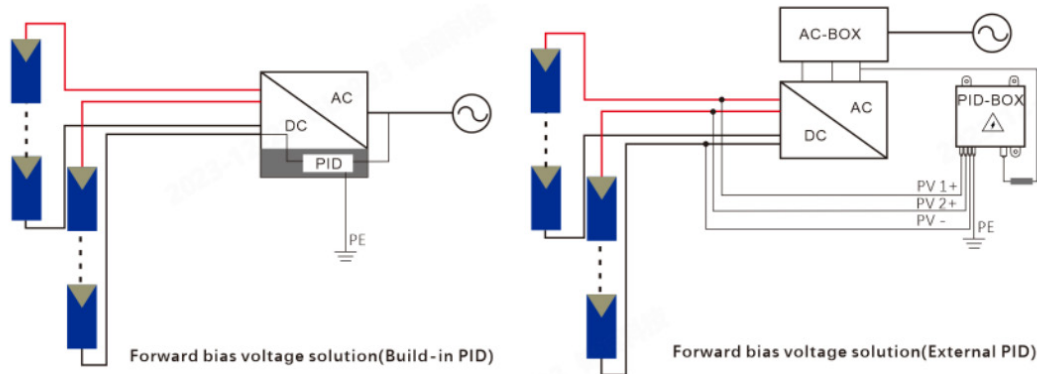 AC
DC
PID
PE
Forward bias voltage solution(Build-in PID)
AC-BOX
AC
DC
PID-BOX
PV 1+
PV 2+
PV -
PE
Forward bias voltage solution(External PID)